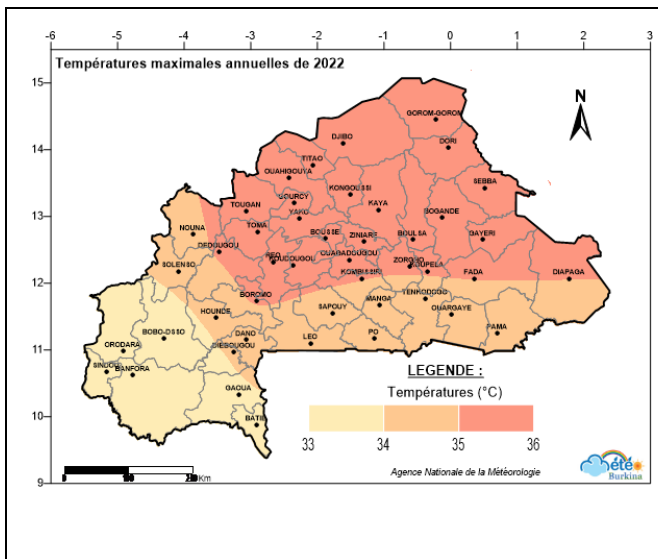 -6 -5 -4 -3 -2 -1 0 1 2
Températures maximales annuelles de 2022
15
14
13
12
11
10
9
N
GOROM-GOROM
DJIBO
DORI
TITAO
OUAHIGOUYA
SEBBA
KONGOUSSI
GOURCY
TOUGAN
YAKO
KAYA
BOGANDE
NOUNA
TOMA
BOUSSE
ZINIARE
BOULSA
GAYERI
DEDOUGOU
REO
KOUDOUGOU
OUAGADOUGOU
ZORGHO
KOUPELA
SOLENSO
KOMBISSIRI
FADA
DIAPAGA
BOROMO
MANGA
TENKODOGO
HOUNDE
SAPOUY
OUARGAYE
BOBO-DSSO
DANO
LEO
PO
PAMA
ORODARA
DIEBOUGOU
SINDOU
BANFORA
GAOUA
BATIE
LEGENDE :
Températures (°C)
33 34 35 36
Km
Agence Nationale de la Météorologie
Météo
Burkina